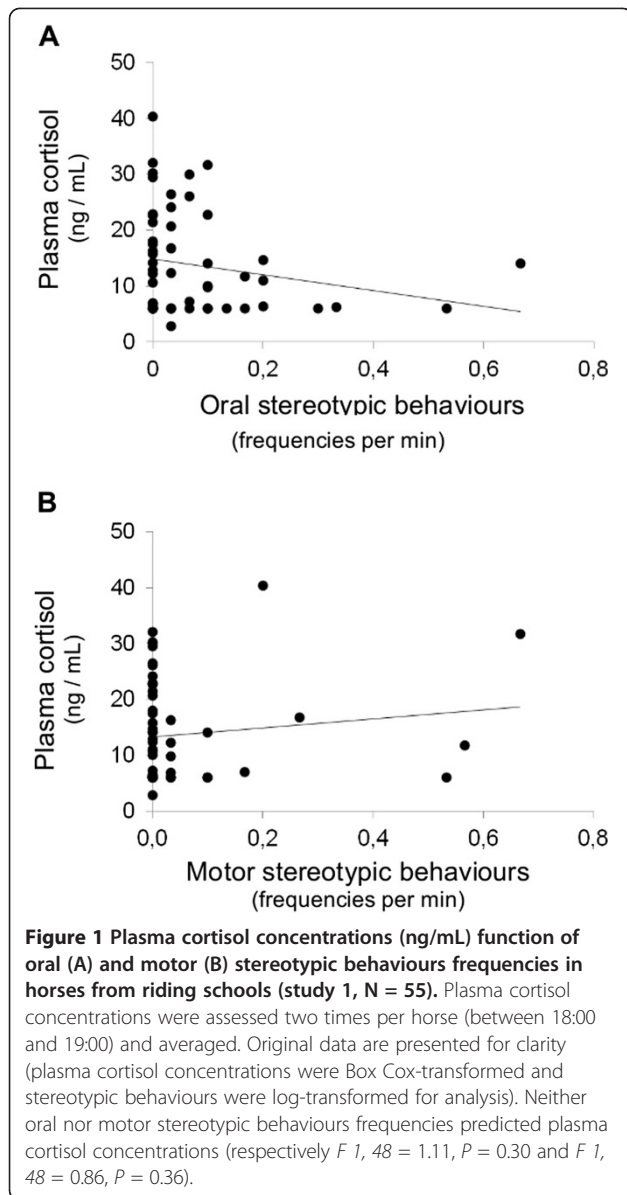 A
50
40
30
20
10
0
Plasma cortisol
(ng / mL)
0 0,2 0,4 0,6 0,8
Oral stereotypic behaviours
(frequencies per min)
B
50
40
30
20
10
0
Plasma cortisol
(ng / mL)
0,0 0,2 0,4 0,6 0,8
Motor stereotypic behaviours
(frequencies per min)
Figure 1 Plasma cortisol concentrations (ng/mL) function of
oral (A) and motor (B) stereotypic behaviours frequencies in
horses from riding schools (study 1, N = 55). Plasma cortisol
concentrations were assessed two times per horse (between 18:00
and 19:00) and averaged. Original data are presented for clarity
(plasma cortisol concentrations were Box Cox-transformed and
stereotypic behaviours were log-transformed for analysis). Neither
oral nor motor stereotypic behaviours frequencies predicted plasma
cortisol concentrations (respectively F 1, 48 = 1.11, P = 0.30 and F 1,
48 = 0.86, P = 0.36).